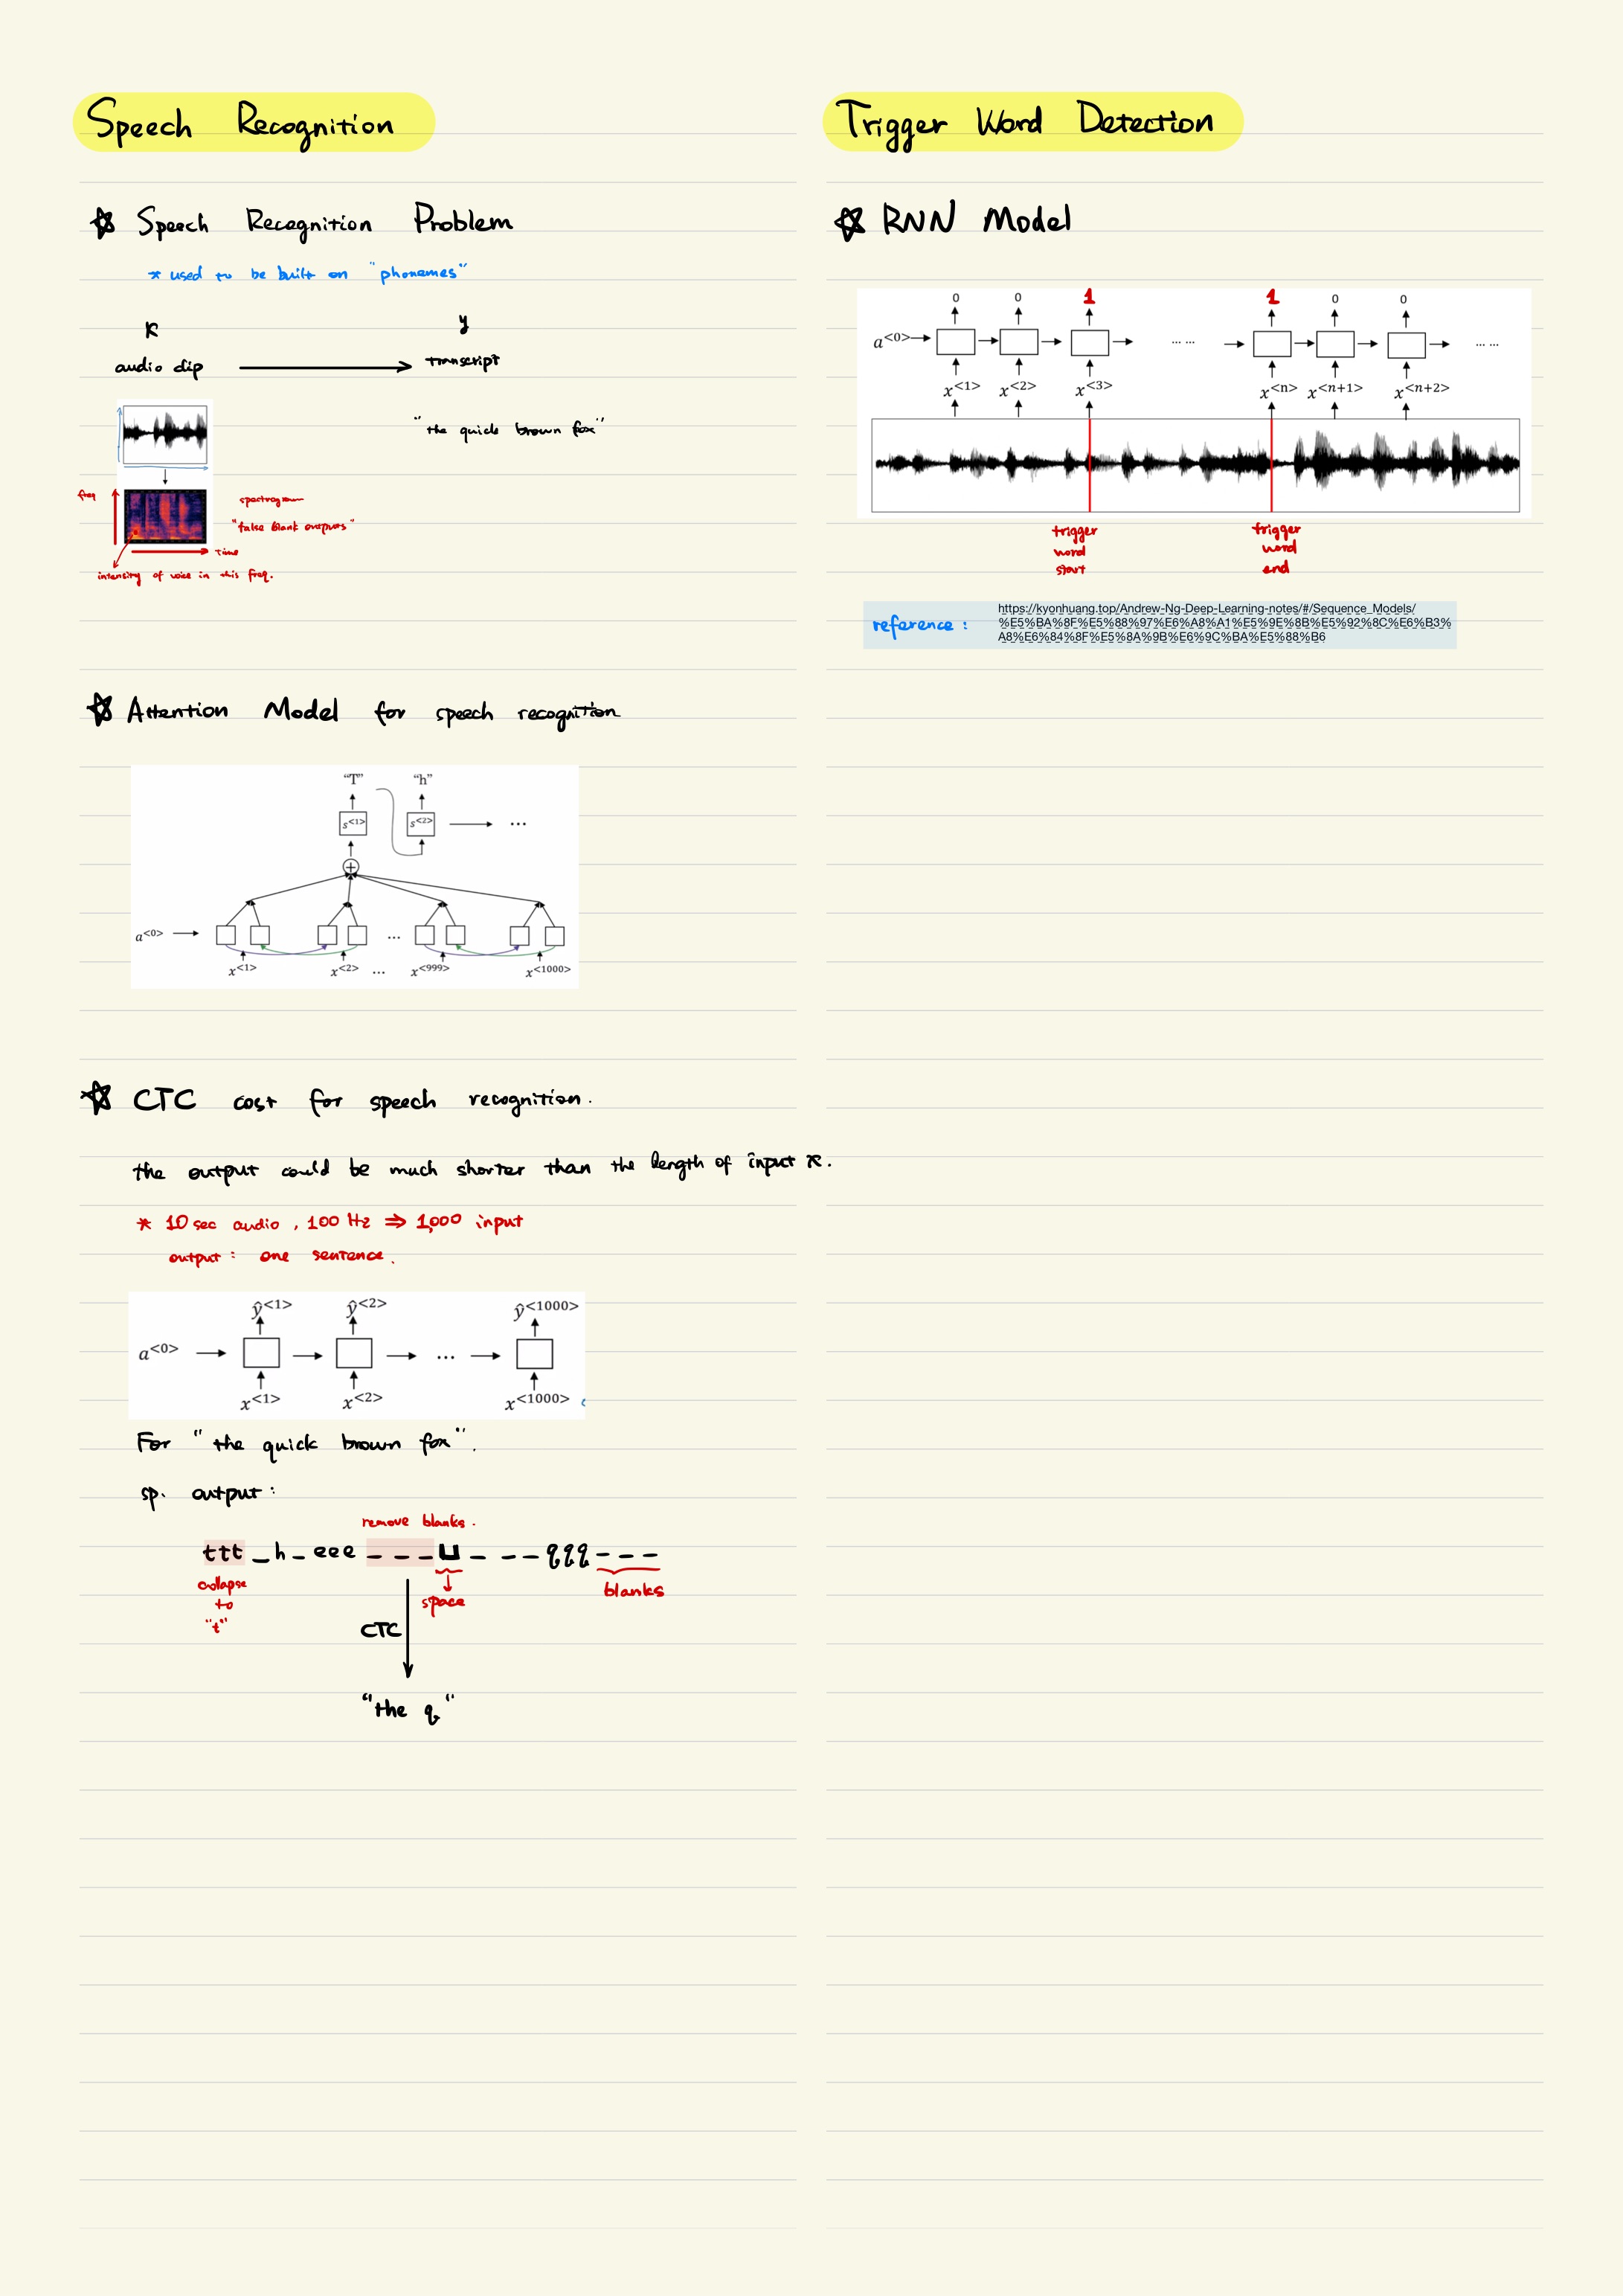 Speech Recognition
☆ Speech Recognition Problem
* used to be built on "phonames"
x y
audio clip ⟶ transcript
"the quick brown fox"
freq
spectrogram
"false blank outputs"
time
intensity of voice in this freq.
☆ Attention Model for speech recognition
"T" "h"
s<1> s<2> ...
a<0>
...
x<1> x<2> ... x<999> x<1000>
☆ CTC cost for speech recognition.
the output could be much shorter than the length of input x.
* 10 sec audio, 100 Hz ⇒ 1,000 input
output: one sentence.
ŷ<1> ŷ<2> ŷ<1000>
a<0> ...
x<1> x<2> x<1000>
For "the quick brown fox".
sp. output:
remove blanks.
ttt _ h _ eee _ _ _ ⊔ _ _ _ _ qqq _ _ _
collapse
to
"t"
space
blanks
CTC
"the q"
Trigger Word Detection
☆ RNN Model
0 0 1 1 0 0
a<0> ...... ......
x<1> x<2> x<3> x<n> x<n+1> x<n+2>
trigger
word
start
trigger
word
end
reference:
https://kyonhuang.top/Andrew-Ng-Deep-Learning-notes/#/Sequence_Models/
%E5%BA%8F%E5%88%97%E6%A8%A1%E5%9E%8B%E5%92%8C%E6%B3%
A8%E6%84%8F%E5%8A%9B%E6%9C%BA%E5%88%B6